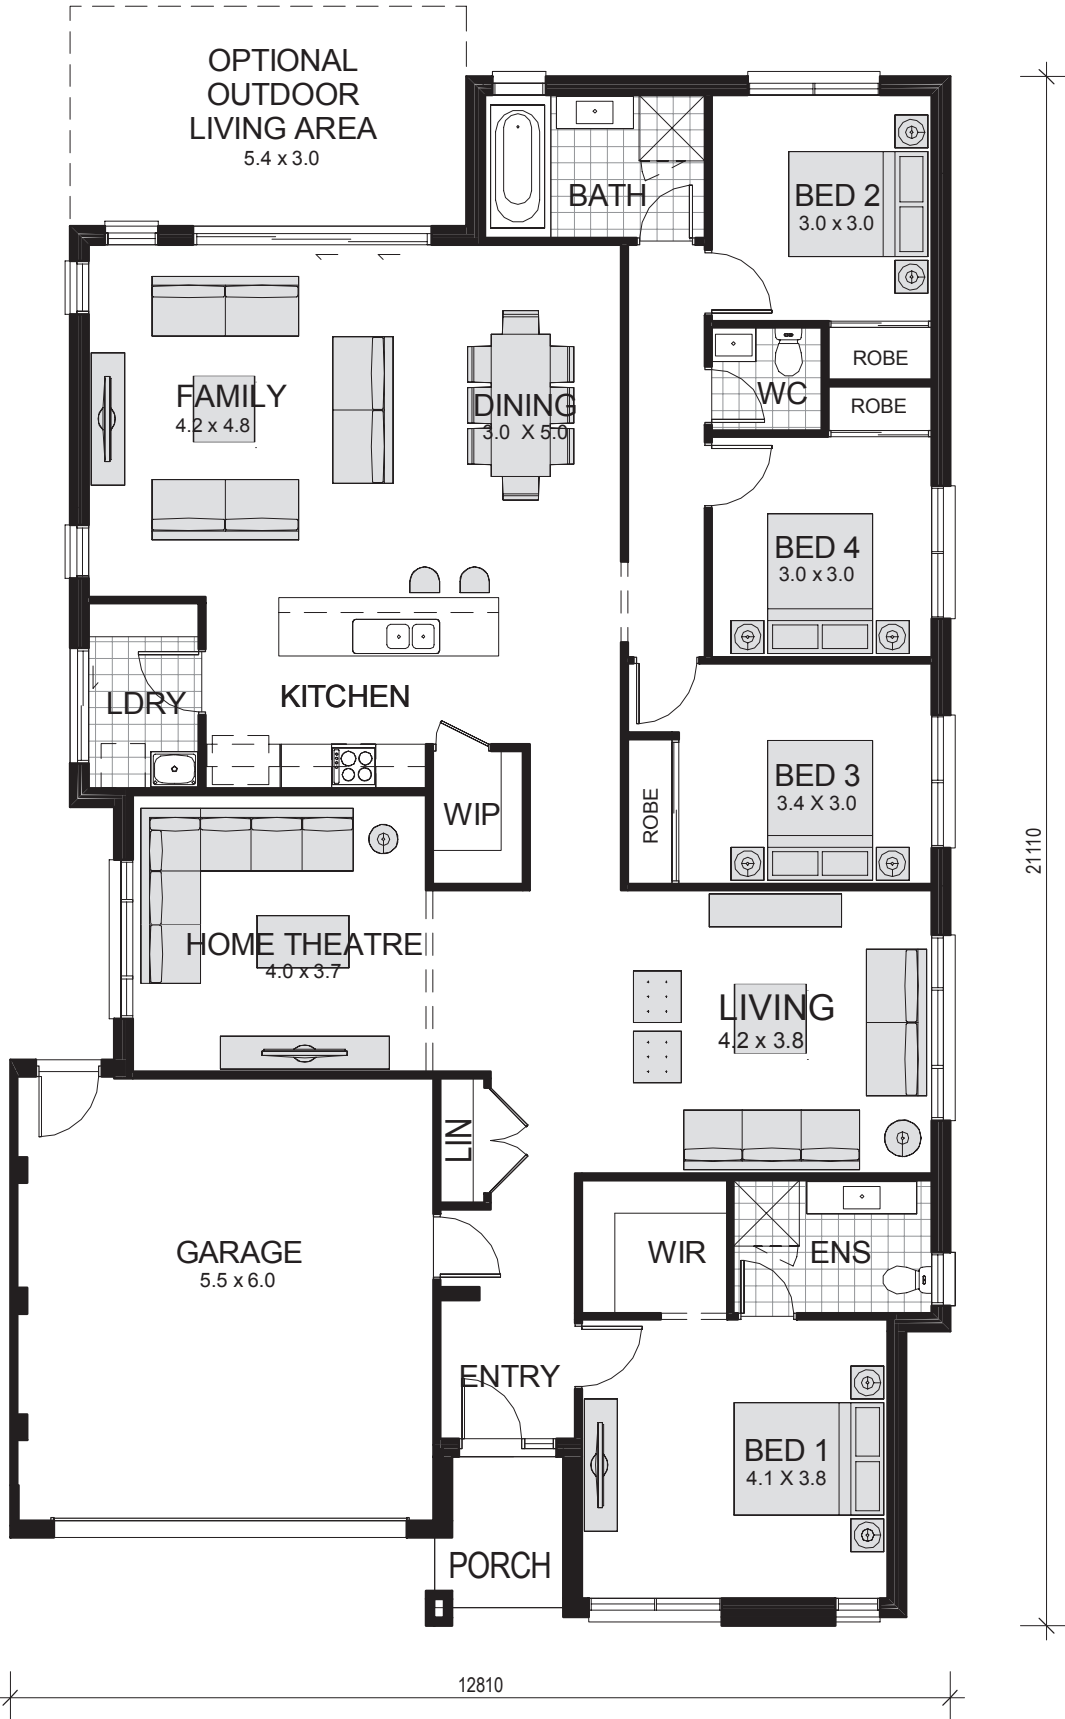 OPTIONAL
OUTDOOR
LIVING AREA
5.4 x 3.0
BATH
BED 2
3.0 x 3.0
ROBE
WC
ROBE
FAMILY
4.2 x 4.8
DINING
3.0 X 5.0
BED 4
3.0 x 3.0
LDRY
KITCHEN
WIP
ROBE
BED 3
3.4 X 3.0
21110
HOME THEATRE
4.0 x 3.7
LIVING
4.2 x 3.8
LIN
GARAGE
5.5 x 6.0
WIR
ENS
ENTRY
BED 1
4.1 X 3.8
PORCH
12810